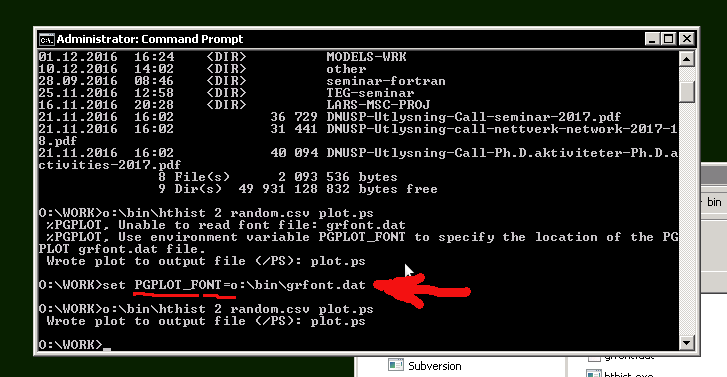 Administrator: Command Prompt
01.12.2016 16:24 <DIR> MODELS-WRK
10.12.2016 14:02 <DIR> other
28.09.2016 08:46 <DIR> seminar-fortran
25.11.2016 12:58 <DIR> TEG-seminar
16.11.2016 20:28 <DIR> LARS-MSC-PROJ
21.11.2016 16:02 36 729 DNUSP-Utlysning-Call-seminar-2017.pdf
21.11.2016 16:02 31 441 DNUSP-Utlysning-Call-nettverk-network-2017-1
8.pdf
21.11.2016 16:02 40 094 DNUSP-Utlysning-Call-Ph.D.aktiviteter-Ph.D.a
ctivities-2017.pdf
8 File(s) 2 093 536 bytes
9 Dir(s) 49 931 128 832 bytes free
O:\WORK>o:\bin\hthist 2 random.csv plot.ps
%PGPLOT, Unable to read font file: grfont.dat
%PGPLOT, Use environment variable PGPLOT_FONT to specify the location of the PG
PLOT grfont.dat file.
Wrote plot to output file (/PS): plot.ps
O:\WORK>set PGPLOT_FONT=o:\bin\grfont.dat
O:\WORK>o:\bin\hthist 2 random.csv plot.ps
Wrote plot to output file (/PS): plot.ps
O:\WORK>_
bin
Subversion
hthist.exe